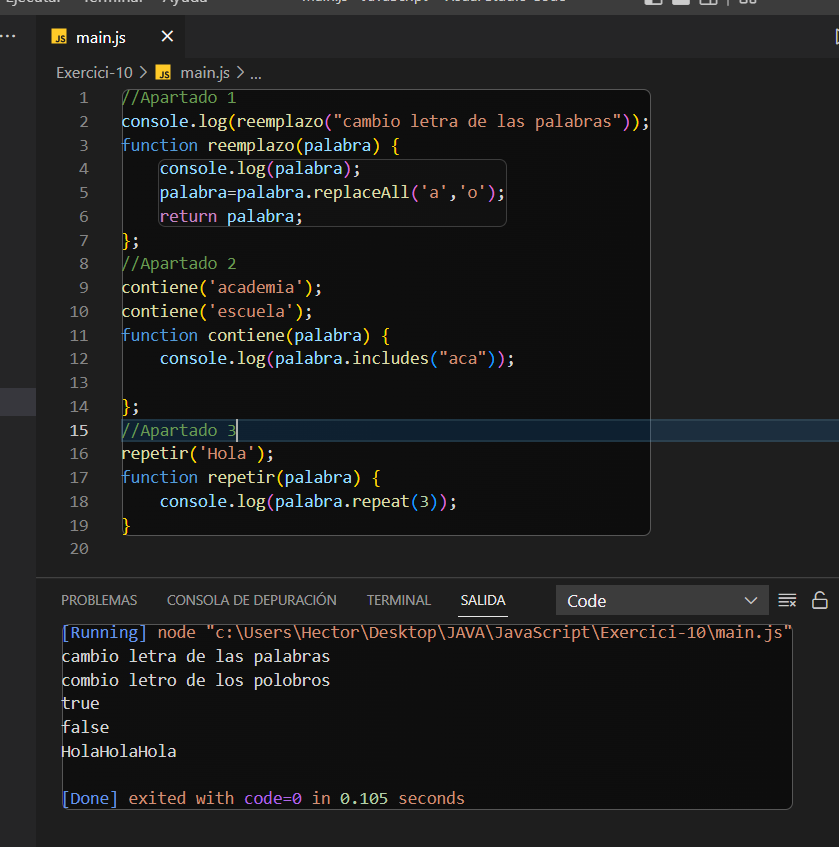 main.js
Exercici-10 > JS main.js > ...
1 //Apartado 1
2 console.log(reemplazo("cambio letra de las palabras"));
3 function reemplazo(palabra) {
4 console.log(palabra);
5 palabra=palabra.replaceAll('a','o');
6 return palabra;
7 };
8 //Apartado 2
9 contiene('academia');
10 contiene('escuela');
11 function contiene(palabra) {
12 console.log(palabra.includes("aca"));
13
14 };
15 //Apartado 3
16 repetir('Hola');
17 function repetir(palabra) {
18 console.log(palabra.repeat(3));
19 }
20
PROBLEMAS CONSOLA DE DEPURACIÓN TERMINAL SALIDA Code
[Running] node "c:\Users\Hector\Desktop\JAVA\JavaScript\Exercici-10\main.js"
cambio letra de las palabras
combio letro de los polobros
true
false
HolaHolaHola
[Done] exited with code=0 in 0.105 seconds